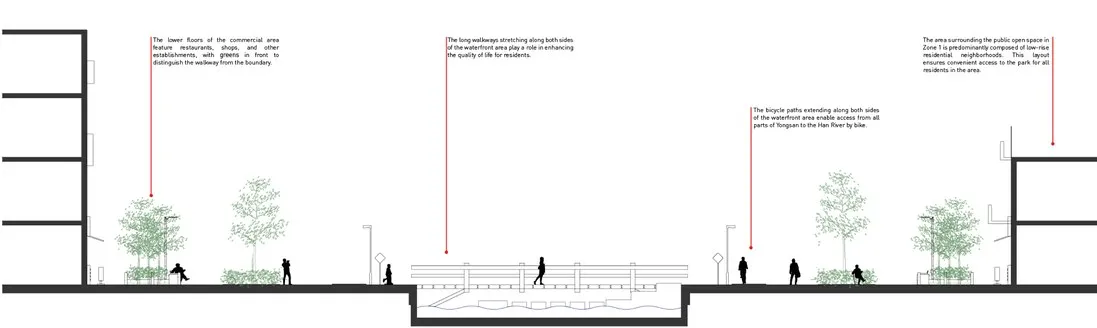 The lower floors of the commercial area
feature restaurants, shops, and other
establishments, with greens in front to
distinguish the walkway from the boundary.
The long walkways stretching along both sides
of the waterfront area play a role in enhancing
the quality of life for residents.
The bicycle paths extending along both sides
of the waterfront area enable access from all
parts of Yongsan to the Han River by bike.
The area surrounding the public open space in
Zone 1 is predominantly composed of low-rise
residential neighborhoods. This layout
ensures convenient access to the park for all
residents in the area.